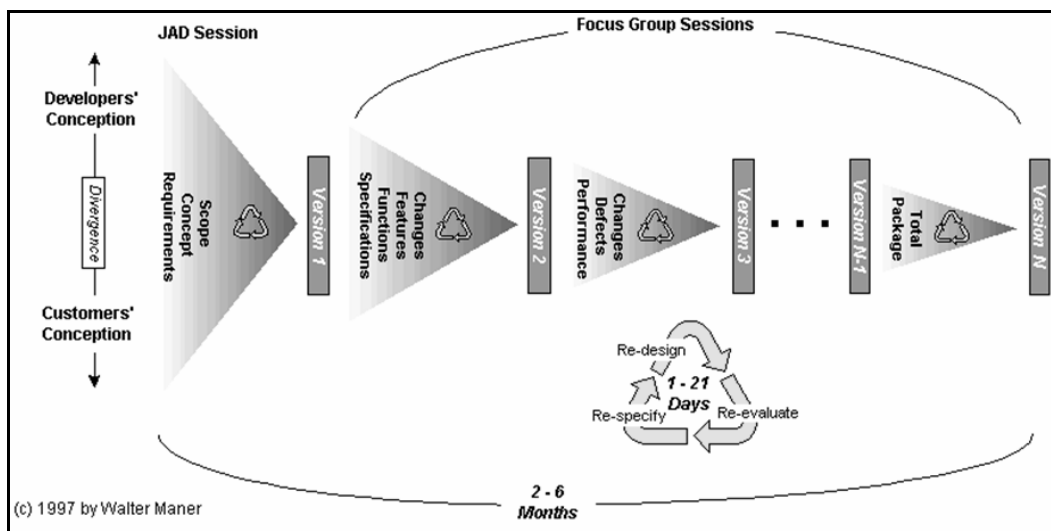 JAD Session
Focus Group Sessions
Developers'
Conception
Divergence
Customers'
Conception
Scope
Concept
Requirements
Version 1
Changes
Features
Functions
Specifications
Version 2
Changes
Defects
Performance
Version 3
Version N-1
Total
Package
Version N
Re-design
1 - 21
Days
Re-specify
Re-evaluate
2 - 6
Months
(c) 1997 by Walter Maner